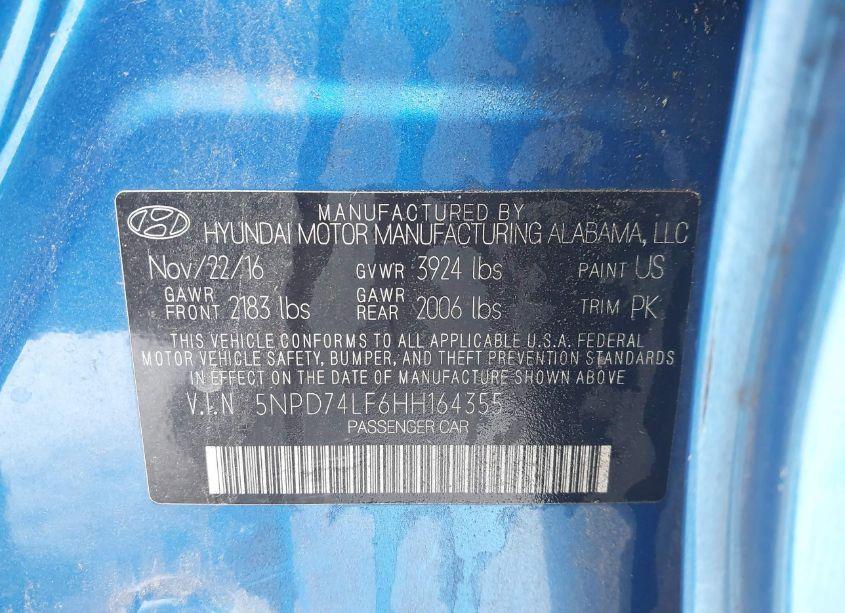 MANUFACTURED BY
HYUNDAI MOTOR MANUFACTURING ALABAMA, LLC
Nov/22/16 GVWR 3924 lbs PAINT US
GAWR FRONT 2183 lbs GAWR REAR 2006 lbs TRIM PK
THIS VEHICLE CONFORMS TO ALL APPLICABLE U.S.A. FEDERAL
MOTOR VEHICLE SAFETY, BUMPER, AND THEFT PREVENTION STANDARDS
IN EFFECT ON THE DATE OF MANUFACTURE SHOWN ABOVE
V.I.N 5NPD74LF6HH164355
PASSENGER CAR